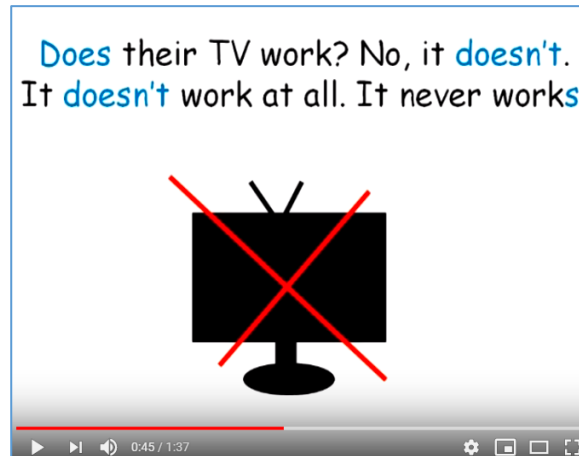 Does their TV work? No, it doesn't.
It doesn't work at all. It never works
0:45 / 1:37